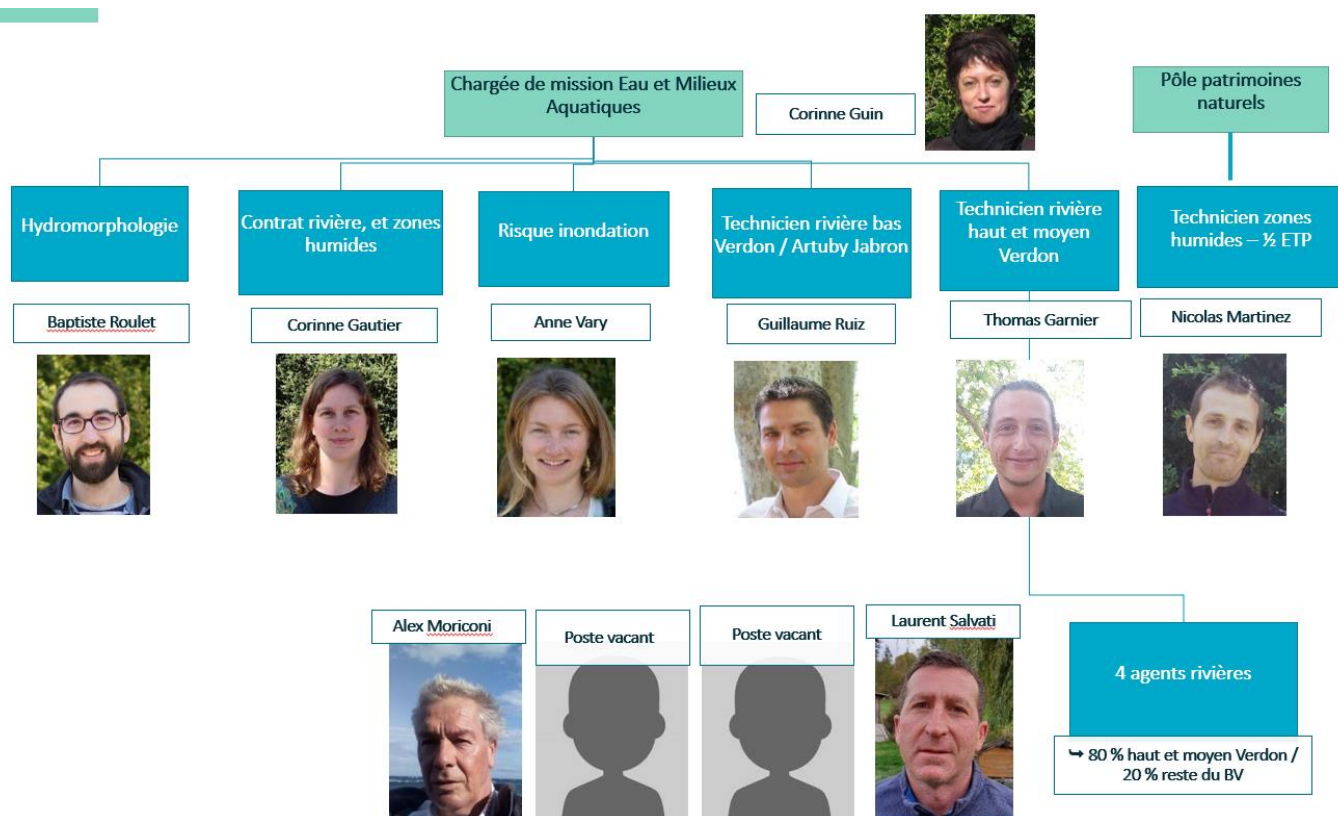 Chargée de mission Eau et Milieux
Aquatiques
Corinne Guin
Pôle patrimoines
naturels
Hydromorphologie
Contrat rivière, et zones
humides
Risque inondation
Technicien rivière bas
Verdon / Artuby Jabron
Technicien rivière
haut et moyen
Verdon
Technicien zones
humides – ½ ETP
Baptiste Roulet
Corinne Gautier
Anne Vary
Guillaume Ruiz
Thomas Garnier
Nicolas Martinez
Alex Moriconi
Poste vacant
Poste vacant
Laurent Salvati
4 agents rivières
↪ 80 % haut et moyen Verdon /
20 % reste du BV